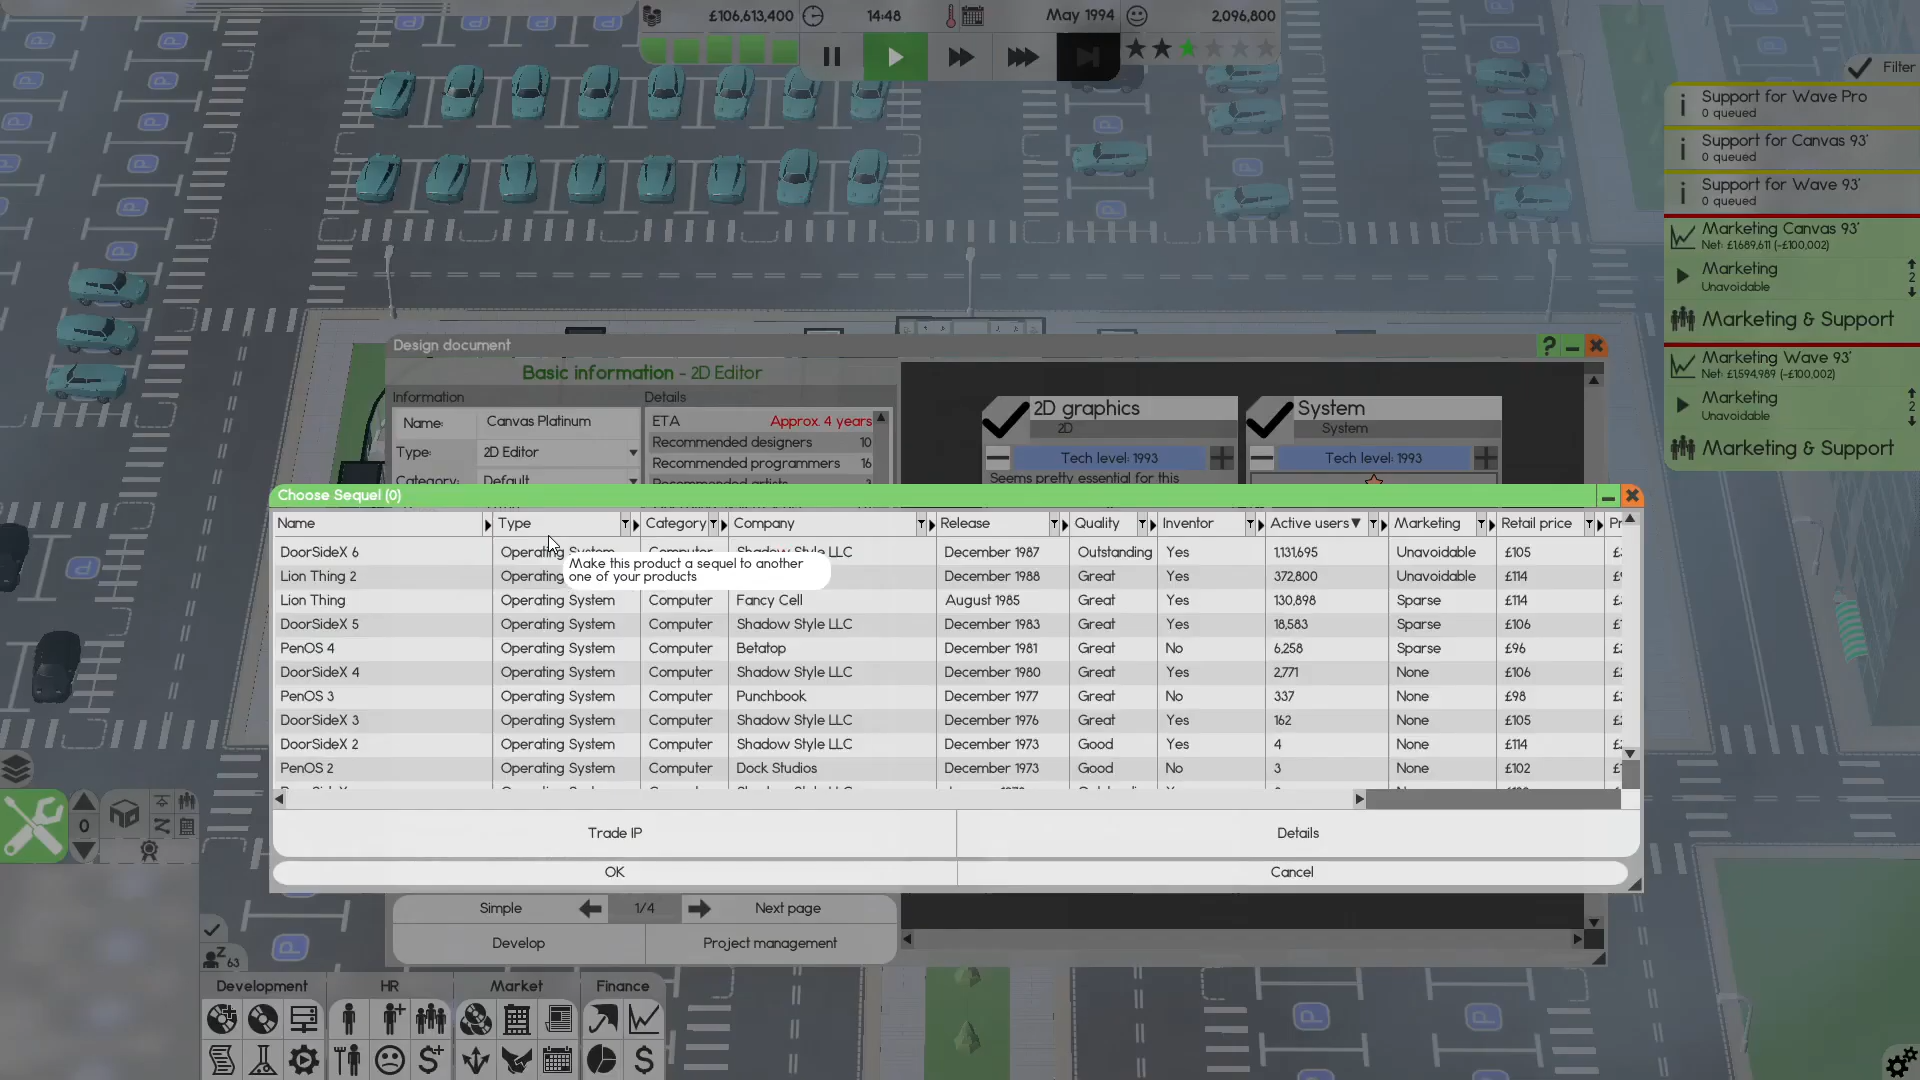 £106,613,400
14:48
May 1994
2,096,800
Filter
Support for Wave Pro
0 queued
Support for Canvas 93'
0 queued
Support for Wave 93'
0 queued
Marketing Canvas 93'
Net: £1,689,611 (-£100,002)
Marketing
Unavoidable
2
Marketing & Support
Marketing Wave 93'
Net: £1,594,989 (-£100,002)
Marketing
Unavoidable
2
Marketing & Support
Design document
?
Basic information - 2D Editor
Information
Details
Name:
Canvas Platinum
Type:
2D Editor
Category:
Default
ETA
Approx. 4 years
Recommended designers
10
Recommended programmers
16
2D graphics
2D
Tech level: 1993
Seems pretty essential for this
System
System
Tech level: 1993
Choose Sequel (0)
Name Type Category Company Release Quality Inventor Active users Marketing Retail price
DoorSideX 6 Operating System Computer Shadow Style LLC December 1987 Outstanding Yes 1,131,695 Unavoidable £105
Lion Thing 2 Operating December 1988 Great Yes 372,800 Unavoidable £114
Lion Thing Operating System Computer Fancy Cell August 1985 Great Yes 130,898 Sparse £114
DoorSideX 5 Operating System Computer Shadow Style LLC December 1983 Great Yes 18,583 Sparse £106
PenOS 4 Operating System Computer Betatop December 1981 Great No 6,258 Sparse £96
DoorSideX 4 Operating System Computer Shadow Style LLC December 1980 Great Yes 2,771 None £106
PenOS 3 Operating System Computer Punchbook December 1977 Great No 337 None £98
DoorSideX 3 Operating System Computer Shadow Style LLC December 1976 Great Yes 162 None £105
DoorSideX 2 Operating System Computer Shadow Style LLC December 1973 Good Yes 4 None £114
PenOS 2 Operating System Computer Dock Studios December 1973 Good No 3 None £102
Make this product a sequel to another
one of your products
Trade IP
Details
OK
Cancel
Simple
1/4
Next page
Develop
Project management
0
63
Development
HR
Market
Finance